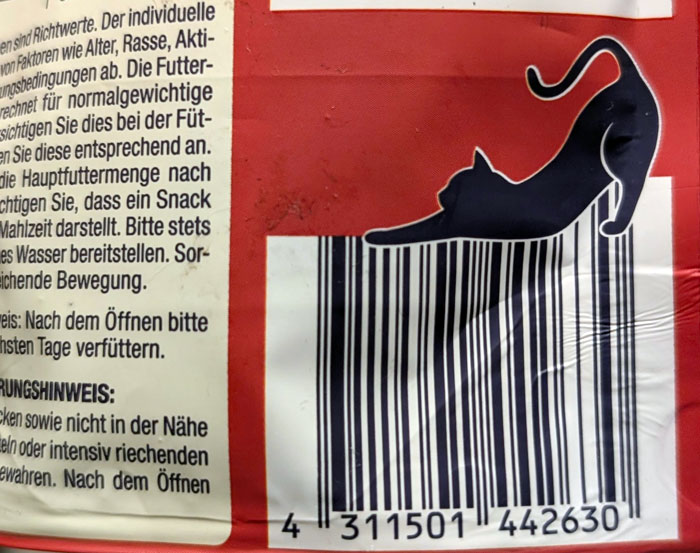 en sind Richtwerte. Der individuelle
von Faktoren wie Alter, Rasse, Akti-
ungsbedingungen ab. Die Futter-
rechnet für normalgewichtige
sichtigen Sie dies bei der Füt-
en Sie diese entsprechend an.
die Hauptfuttermenge nach
chtigen Sie, dass ein Snack
Mahlzeit darstellt. Bitte stets
es Wasser bereitstellen. Sor-
ichende Bewegung.
eis: Nach dem Öffnen bitte
hsten Tage verfüttern.
RUNGSHINWEIS:
cken sowie nicht in der Nähe
eln oder intensiv riechenden
ewahren. Nach dem Öffnen
4 311501 442630